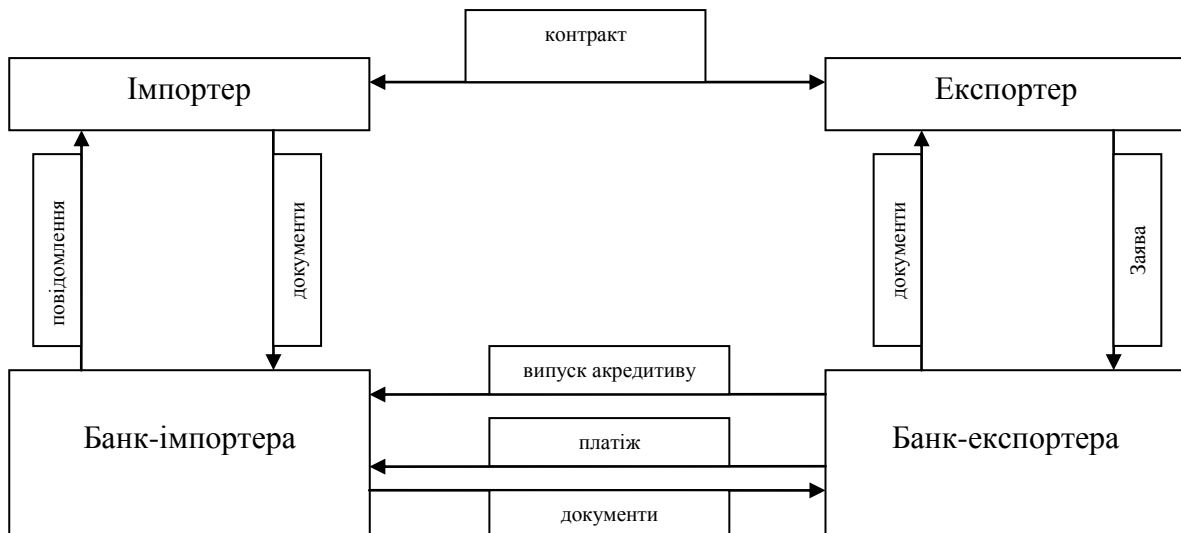 контракт
Імпортер
Експортер
повідомлення
документи
документи
Заява
випуск акредитиву
Банк-імпортера
платіж
Банк-експортера
документи